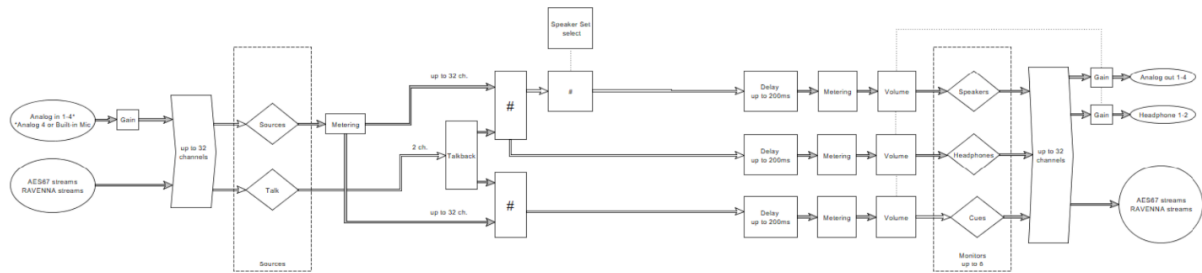 Speaker Set
select
up to 32 ch.
#
#
Delay
up to 200ms
Metering
Volume
Speakers
Gain
Analog out 1-4
Analog in 1-4*
*Analog 4 or Built-in Mic
Gain
up to 32
channels
Sources
Metering
Gain
Headphone 1-2
2 ch.
Talkback
Delay
up to 200ms
Metering
Volume
Headphones
up to 32
channels
AES67 streams
RAVENNA streams
Talk
up to 32 ch.
#
Delay
up to 200ms
Metering
Volume
Cues
AES67 streams
RAVENNA streams
Sources
Monitors
up to 6